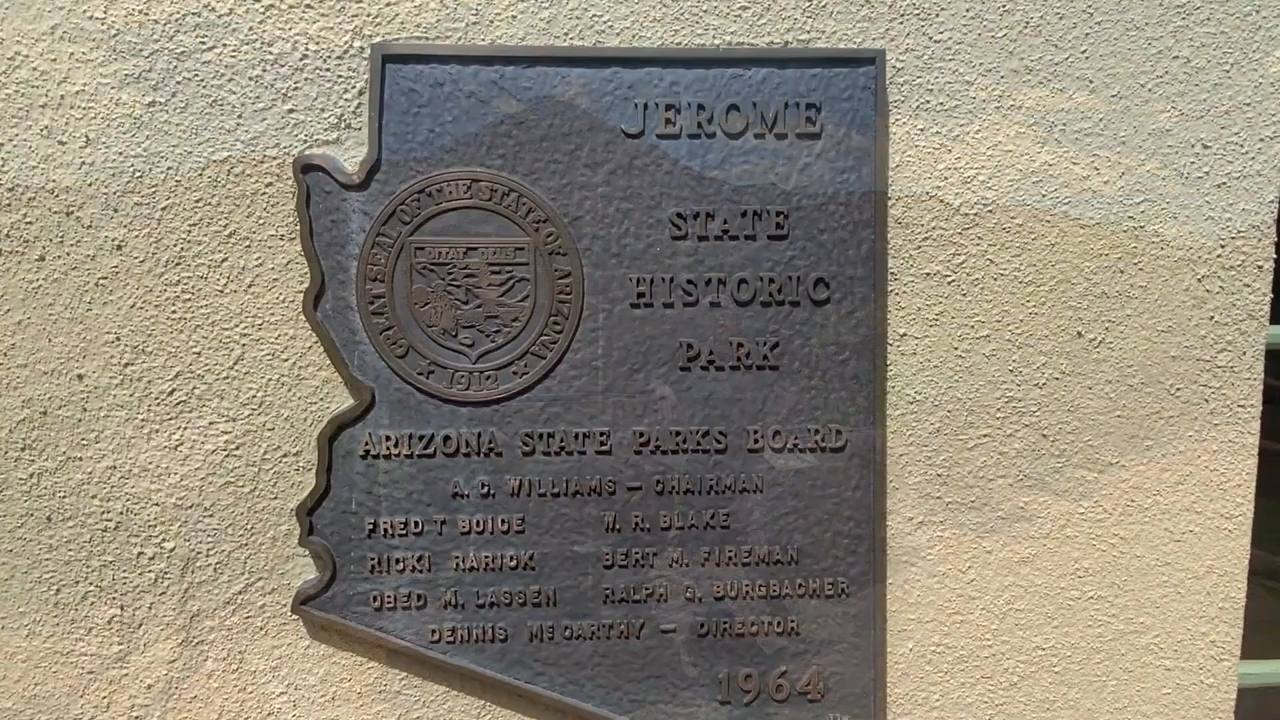 JEROME
STATE
HISTORIC
PARK
GREAT SEAL OF THE STATE OF ARIZONA
DITAT DEUS
★ 1912 ★
ARIZONA STATE PARKS BOARD
A. C. WILLIAMS — CHAIRMAN
FRED T BOICE W. R. BLAKE
RICKI RARICK BERT M. FIREMAN
OBED M. LASSEN RALPH G. BURGBACHER
DENNIS McCARTHY — DIRECTOR
1964